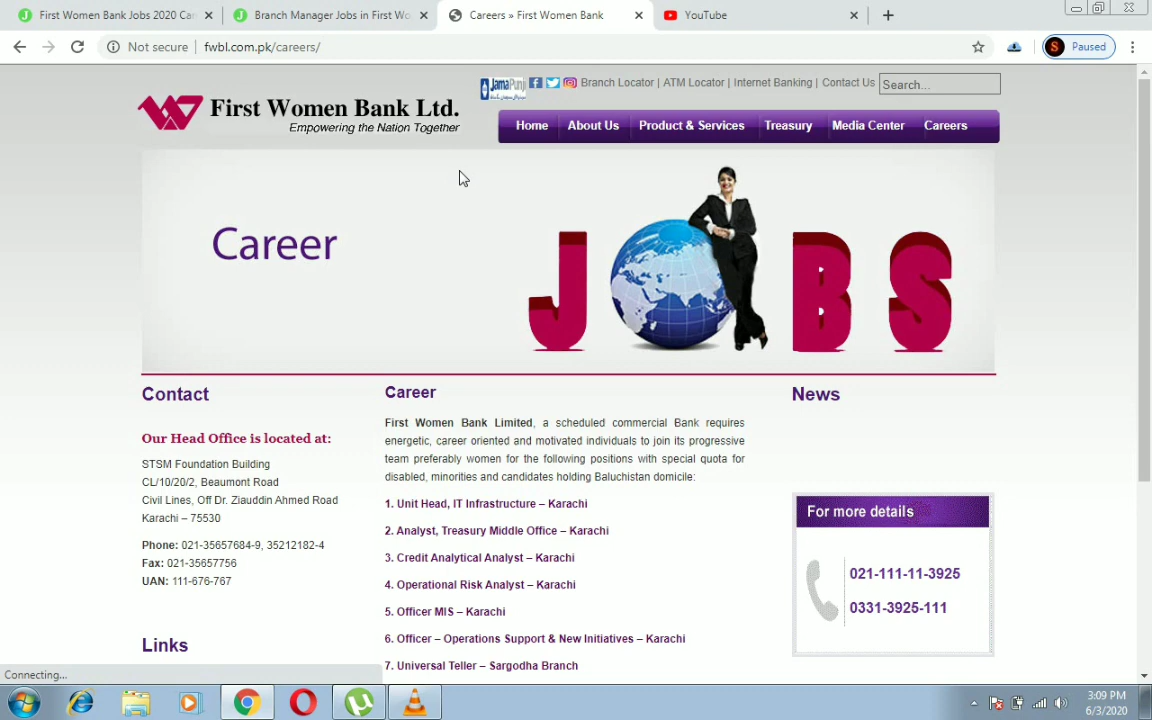 First Women Bank Jobs 2020 Car
Branch Manager Jobs in First Wo
Careers » First Women Bank
YouTube
Not secure
fwbl.com.pk/careers/
Paused
JamaPunji
Branch Locator | ATM Locator | Internet Banking | Contact Us
Search...
First Women Bank Ltd.
Empowering the Nation Together
Home
About Us
Product & Services
Treasury
Media Center
Careers
Career
JOBS
Contact
Our Head Office is located at:
STSM Foundation Building
CL/10/20/2, Beaumont Road
Civil Lines, Off Dr. Ziauddin Ahmed Road
Karachi – 75530
Phone: 021-35657684-9, 35212182-4
Fax: 021-35657756
UAN: 111-676-767
Links
Career
First Women Bank Limited, a scheduled commercial Bank requires
energetic, career oriented and motivated individuals to join its progressive
team preferably women for the following positions with special quota for
disabled, minorities and candidates holding Baluchistan domicile:
1. Unit Head, IT Infrastructure – Karachi
2. Analyst, Treasury Middle Office – Karachi
3. Credit Analytical Analyst – Karachi
4. Operational Risk Analyst – Karachi
5. Officer MIS – Karachi
6. Officer – Operations Support & New Initiatives – Karachi
7. Universal Teller – Sargodha Branch
News
For more details
021-111-11-3925
0331-3925-111
Connecting...
3:09 PM
6/3/2020